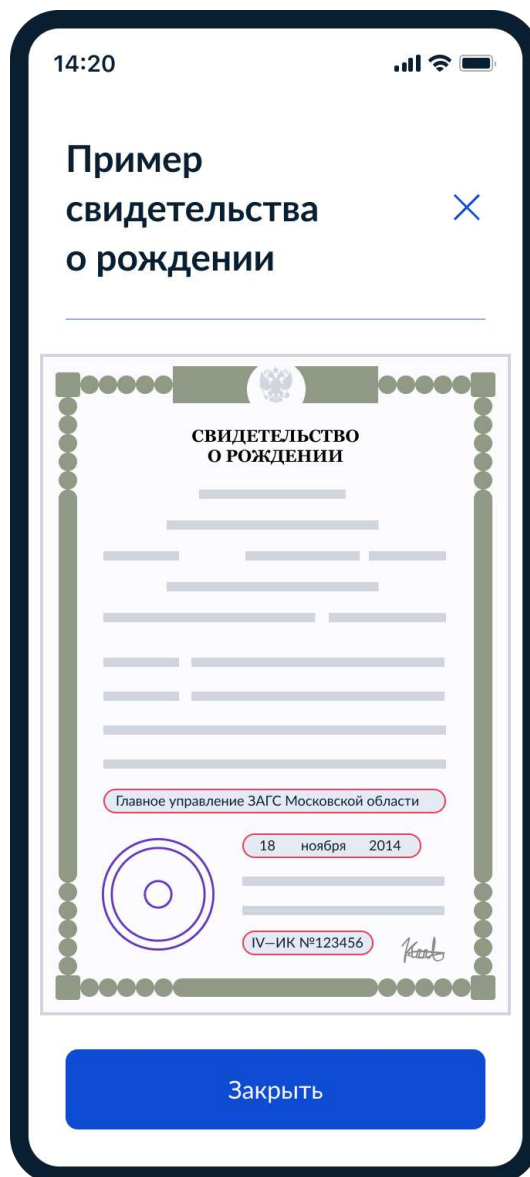 14:20
Пример
свидетельства
о рождении
СВИДЕТЕЛЬСТВО
О РОЖДЕНИИ
Главное управление ЗАГС Московской области
18 ноября 2014
IV–ИК №123456
Закрыть